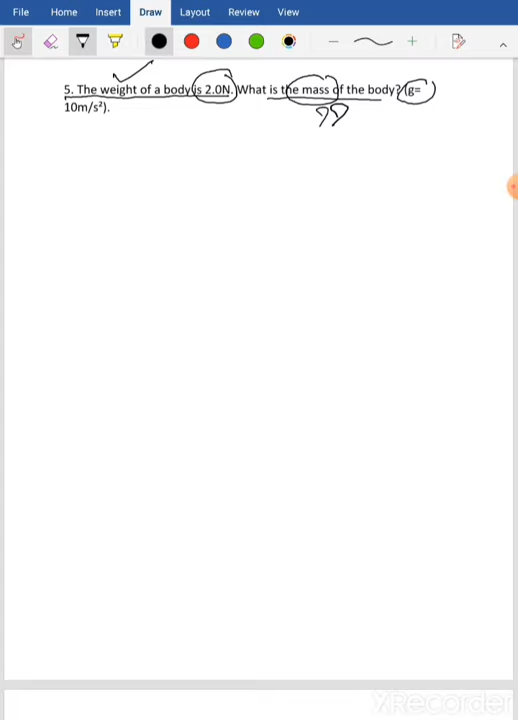 File Home Insert Draw Layout Review View
5. The weight of a body is 2.0N. What is the mass of the body? (g=
10m/s²).
??
XRecorder